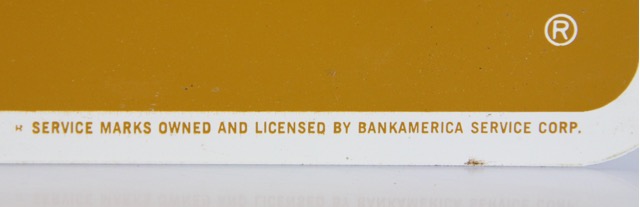 ®
SERVICE MARKS OWNED AND LICENSED BY BANKAMERICA SERVICE CORP.